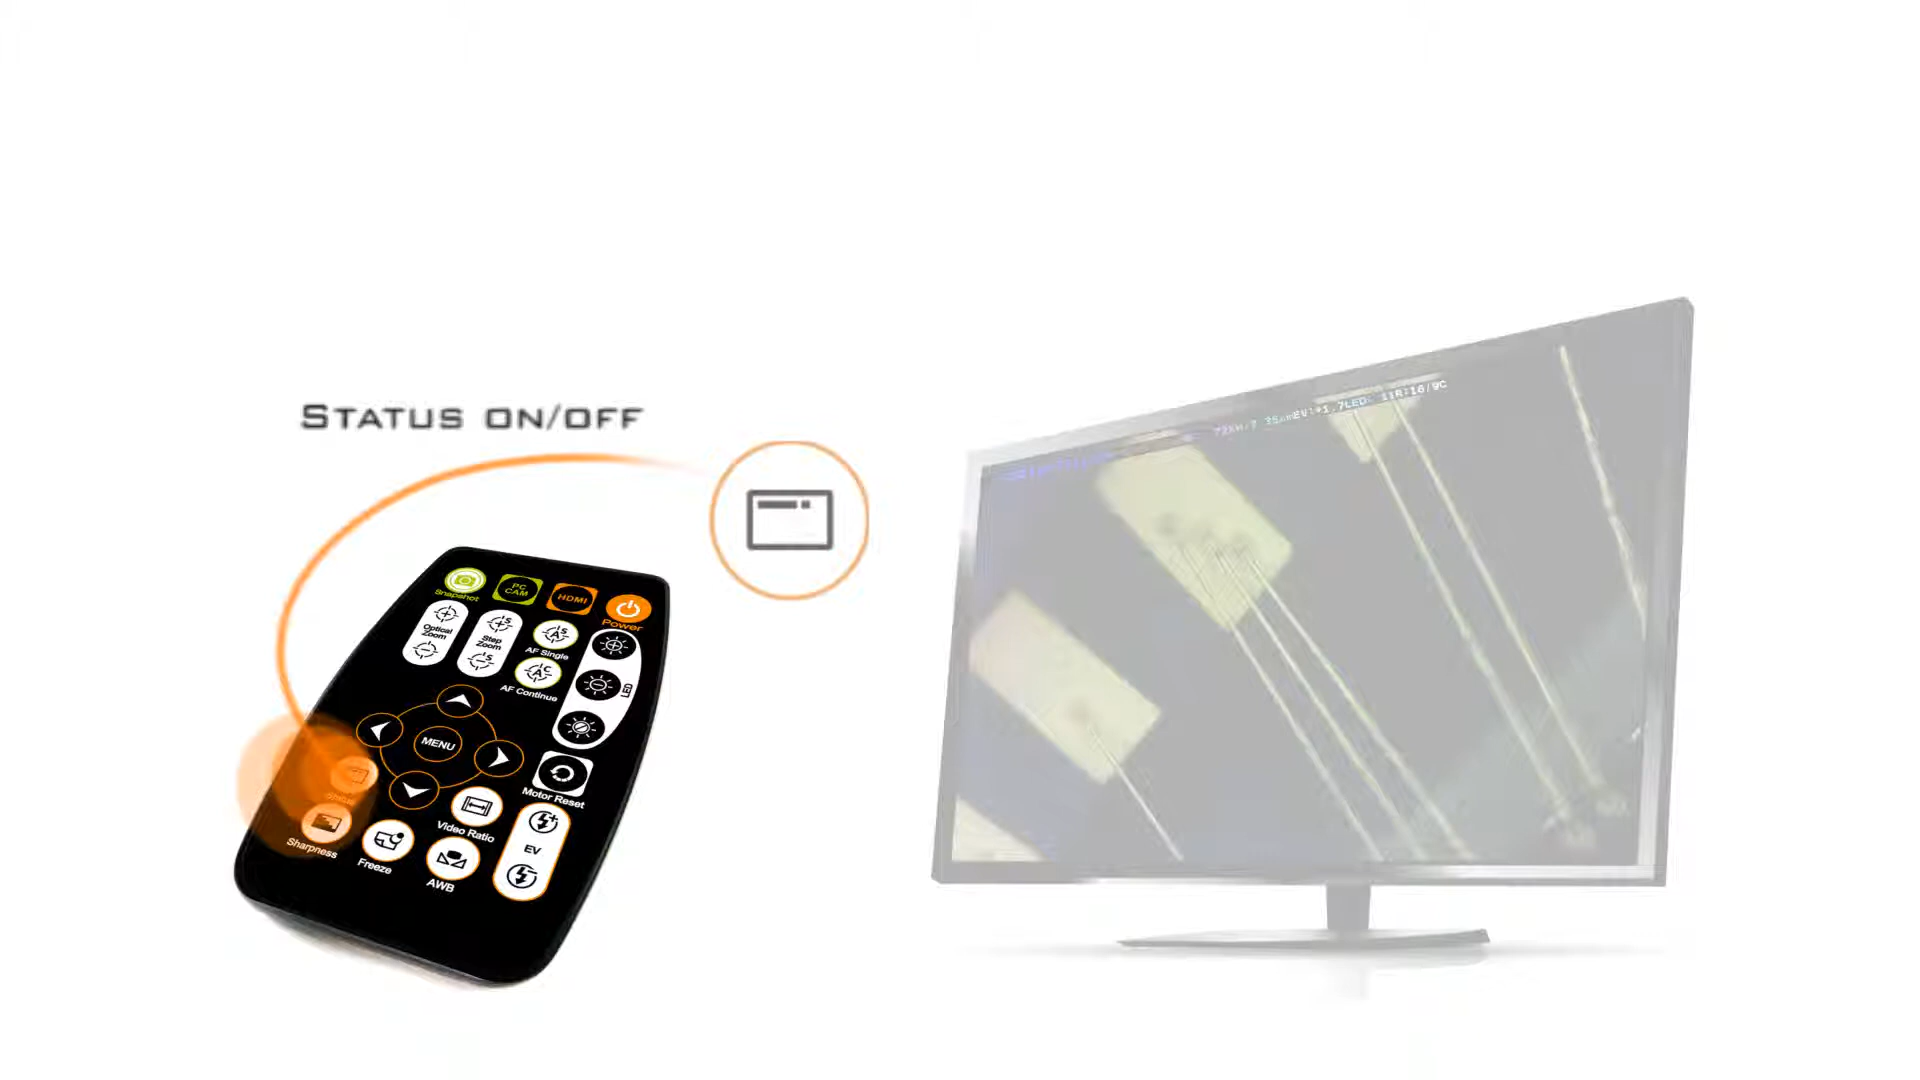 STATUS ON/OFF
Snapshot
PC
CAM
HDMI
Power
Optical
Zoom
Step
Zoom
AF Single
AF Continue
LED
MENU
Motor Reset
Status
Video Ratio
Sharpness
Freeze
AWB
EV